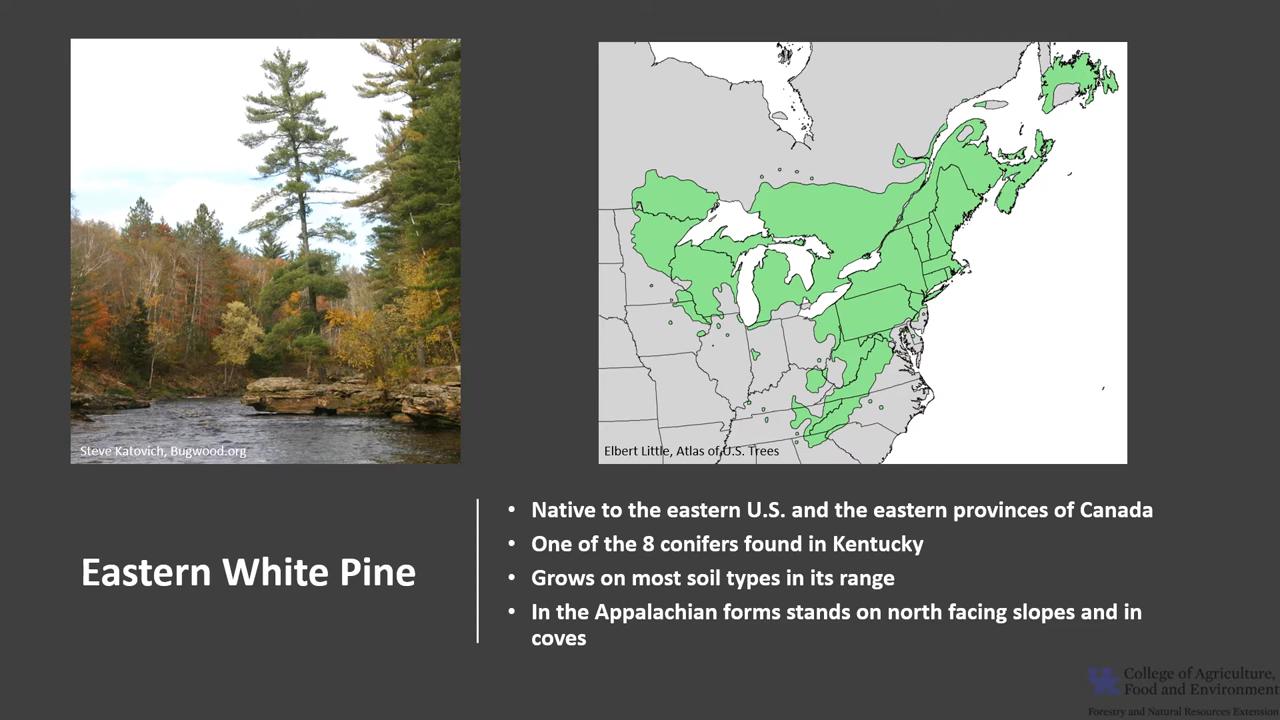 Steve Katovich, Bugwood.org
Elbert Little, Atlas of U.S. Trees
Eastern White Pine
• Native to the eastern U.S. and the eastern provinces of Canada
• One of the 8 conifers found in Kentucky
• Grows on most soil types in its range
• In the Appalachian forms stands on north facing slopes and in
coves
College of Agriculture,
Food and Environment
Forestry and Natural Resources Extension